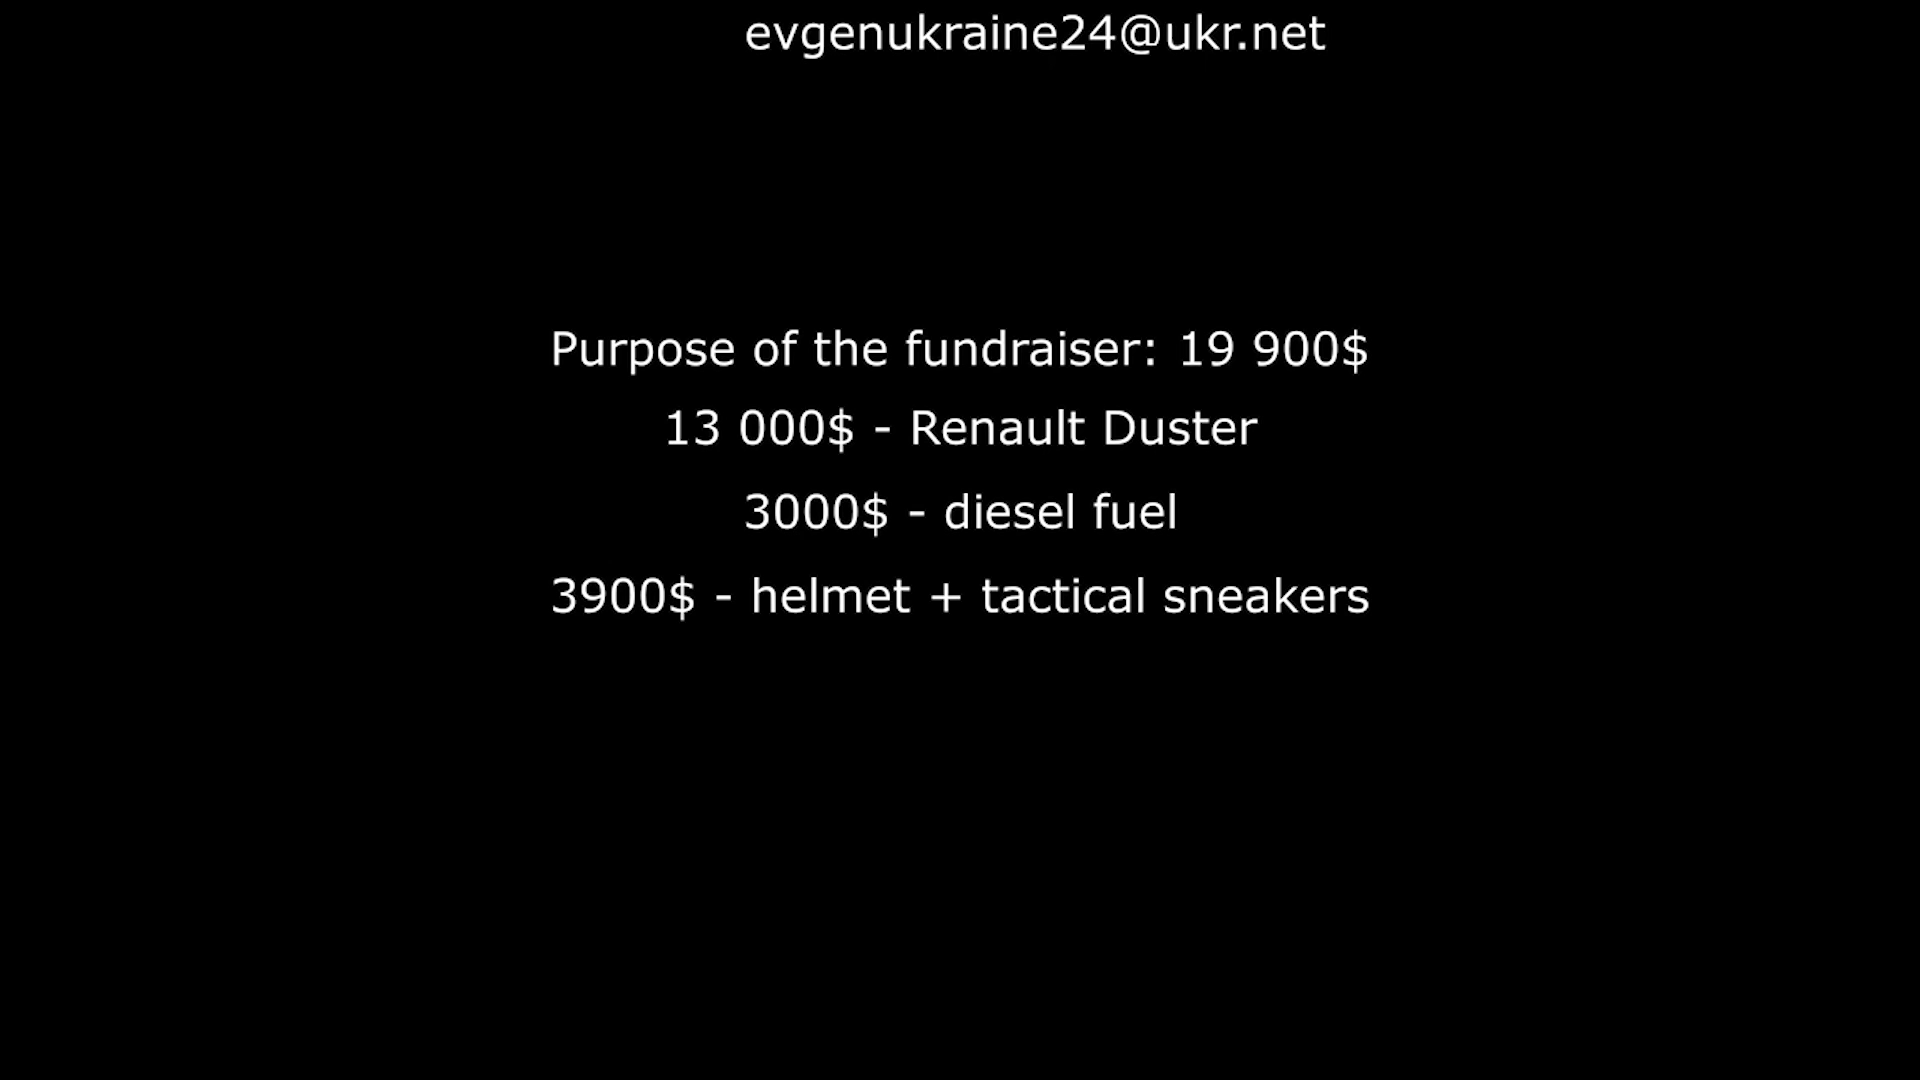 evgenukraine24@ukr.net
Purpose of the fundraiser: 19 900$
13 000$ - Renault Duster
3000$ - diesel fuel
3900$ - helmet + tactical sneakers